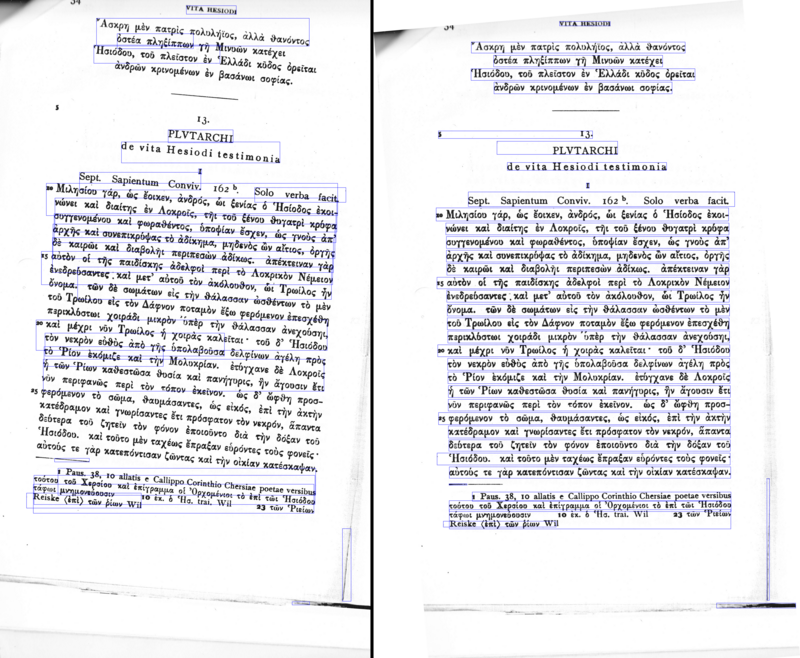 34
VITA HESIODI
Ἄσκρη μὲν πατρὶς πολυλήϊος, ἀλλὰ θανόντος
ὀστέα πληξίππων γῆ Μινυῶν κατέχει
Ἡσιόδου, τοῦ πλεῖστον ἐν Ἑλλάδι κῦδος ὀρεῖται
ἀνδρῶν κρινομένων ἐν βασάνωι σοφίας.
5
13.
PLVTARCHI
de vita Hesiodi testimonia
1
Sept. Sapientum Conviv. 162 b. Solo verba facit.
10 Μιλησίου γάρ, ὡς ἔοικεν, ἀνδρός, ὧι ξενίας ὁ Ἡσίοδος ἐκοι-
νώνει καὶ διαίτης ἐν Λοκροῖς, τῆι τοῦ ξένου θυγατρὶ κρύφα
συγγενομένου καὶ φωραθέντος, ὑποψίαν ἔσχεν, ὡς γνοὺς ἀπ'
ἀρχῆς καὶ συνεπικρύψας τὸ ἀδίκημα, μηδενὸς ὢν αἴτιος, ὀργῆς
δὲ καιρῶι καὶ διαβολῆι περιπεσὼν ἀδίκως. ἀπέκτειναν γὰρ
15 αὐτὸν οἱ τῆς παιδίσκης ἀδελφοὶ περὶ τὸ Λοκρικὸν Νέμειον
ἐνεδρεύσαντες καὶ μετ' αὐτοῦ τὸν ἀκόλουθον, ὧι Τρωίλος ἦν
ὄνομα. τῶν δὲ σωμάτων εἰς τὴν θάλασσαν ὠσθέντων τὸ μὲν
τοῦ Τρωίλου εἰς τὸν Δάφνον ποταμὸν ἔξω φερόμενον ἐπεσχέθη
περικλύστωι χοιράδι μικρὸν ὑπὲρ τὴν θάλασσαν ἀνεχούσηι,
20 καὶ μέχρι νῦν Τρωίλος ἡ χοιρὰς καλεῖται· τοῦ δ' Ἡσιόδου
τὸν νεκρὸν εὐθὺς ἀπὸ γῆς ὑπολαβοῦσα δελφίνων ἀγέλη πρὸς
τὸ Ῥίον ἐκόμιζε καὶ τὴν Μολυκρίαν. ἐτύγχανε δὲ Λοκροῖς
ἡ τῶν Ῥίων καθεστῶσα θυσία καὶ πανήγυρις, ἣν ἄγουσιν ἔτι
νῦν περιφανῶς περὶ τὸν τόπον ἐκεῖνον. ὡς δ' ὤφθη προσ-
25 φερόμενον τὸ σῶμα, θαυμάσαντες, ὡς εἰκός, ἐπὶ τὴν ἀκτὴν
κατέδραμον καὶ γνωρίσαντες ἔτι πρόσφατον τὸν νεκρόν, ἅπαντα
δεύτερα τοῦ ζητεῖν τὸν φόνον ἐποιοῦντο διὰ τὴν δόξαν τοῦ
Ἡσιόδου. καὶ τοῦτο μὲν ταχέως ἔπραξαν εὑρόντες τοὺς φονεῖς·
αὐτούς τε γὰρ κατεπόντισαν ζῶντας καὶ τὴν οἰκίαν κατέσκαψαν.
1 Paus. 38, 10 allatis e Callippo Corinthio Chersiae poetae versibus
τούτου τοῦ Χερσίου καὶ ἐπίγραμμα οἱ Ὀρχομένιοι τὸ ἐπὶ τῶι Ἡσιόδου
τάφωι μνημονεύουσιν 10 ἐκ. ὁ Ἡσ. trai. Wil 23 τῶν Ῥιείων
Reiske (ἐπὶ) τῶν ῥίων Wil
34
VITA HESIODI
Ἄσκρη μὲν πατρὶς πολυλήϊος, ἀλλὰ θανόντος
ὀστέα πληξίππων γῆ Μινυῶν κατέχει
Ἡσιόδου, τοῦ πλεῖστον ἐν Ἑλλάδι κῦδος ὀρεῖται
ἀνδρῶν κρινομένων ἐν βασάνωι σοφίας.
5 13.
PLVTARCHI
de vita Hesiodi testimonia
1
Sept. Sapientum Conviv. 162 b. Solo verba facit.
10 Μιλησίου γάρ, ὡς ἔοικεν, ἀνδρός, ὧι ξενίας ὁ Ἡσίοδος ἐκοι-
νώνει καὶ διαίτης ἐν Λοκροῖς, τῆι τοῦ ξένου θυγατρὶ κρύφα
συγγενομένου καὶ φωραθέντος, ὑποψίαν ἔσχεν, ὡς γνοὺς ἀπ'
ἀρχῆς καὶ συνεπικρύψας τὸ ἀδίκημα, μηδενὸς ὢν αἴτιος, ὀργῆς
δὲ καιρῶι καὶ διαβολῆι περιπεσὼν ἀδίκως. ἀπέκτειναν γὰρ
15 αὐτὸν οἱ τῆς παιδίσκης ἀδελφοὶ περὶ τὸ Λοκρικὸν Νέμειον
ἐνεδρεύσαντες καὶ μετ' αὐτοῦ τὸν ἀκόλουθον, ὧι Τρωίλος ἦν
ὄνομα. τῶν δὲ σωμάτων εἰς τὴν θάλασσαν ὠσθέντων τὸ μὲν
τοῦ Τρωίλου εἰς τὸν Δάφνον ποταμὸν ἔξω φερόμενον ἐπεσχέθη
περικλύστωι χοιράδι μικρὸν ὑπὲρ τὴν θάλασσαν ἀνεχούσηι,
20 καὶ μέχρι νῦν Τρωίλος ἡ χοιρὰς καλεῖται· τοῦ δ' Ἡσιόδου
τὸν νεκρὸν εὐθὺς ἀπὸ γῆς ὑπολαβοῦσα δελφίνων ἀγέλη πρὸς
τὸ Ῥίον ἐκόμιζε καὶ τὴν Μολυκρίαν. ἐτύγχανε δὲ Λοκροῖς
ἡ τῶν Ῥίων καθεστῶσα θυσία καὶ πανήγυρις, ἣν ἄγουσιν ἔτι
νῦν περιφανῶς περὶ τὸν τόπον ἐκεῖνον. ὡς δ' ὤφθη προσ-
25 φερόμενον τὸ σῶμα, θαυμάσαντες, ὡς εἰκός, ἐπὶ τὴν ἀκτὴν
κατέδραμον καὶ γνωρίσαντες ἔτι πρόσφατον τὸν νεκρόν, ἅπαντα
δεύτερα τοῦ ζητεῖν τὸν φόνον ἐποιοῦντο διὰ τὴν δόξαν τοῦ
Ἡσιόδου. καὶ τοῦτο μὲν ταχέως ἔπραξαν εὑρόντες τοὺς φονεῖς·
αὐτούς τε γὰρ κατεπόντισαν ζῶντας καὶ τὴν οἰκίαν κατέσκαψαν.
1 Paus. 38, 10 allatis e Callippo Corinthio Chersiae poetae versibus
τούτου τοῦ Χερσίου καὶ ἐπίγραμμα οἱ Ὀρχομένιοι τὸ ἐπὶ τῶι Ἡσιόδου
τάφωι μνημονεύουσιν 10 ἐκ. ὁ Ἡσ. trai. Wil 23 τῶν Ῥιείων
Reiske (ἐπὶ) τῶν ῥίων Wil